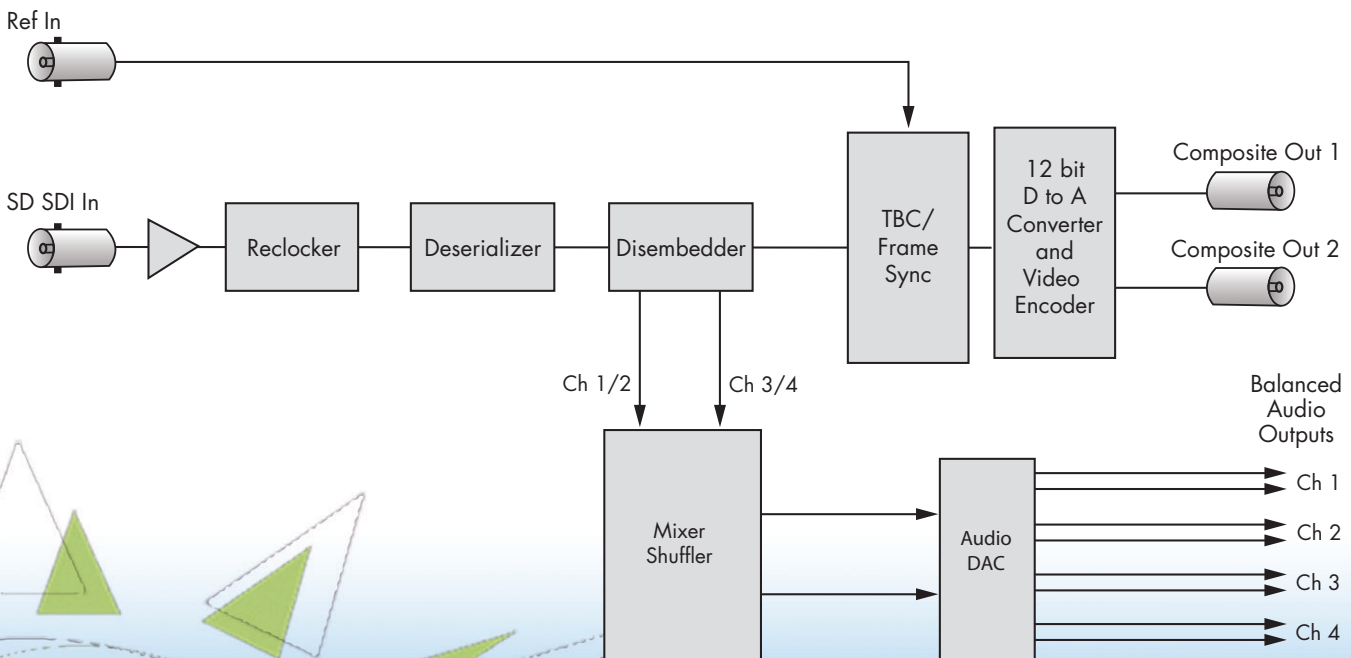 Ref In
SD SDI In
Reclocker
Deserializer
Disembedder
TBC/
Frame
Sync
12 bit
D to A
Converter
and
Video
Encoder
Composite Out 1
Composite Out 2
Ch 1/2
Ch 3/4
Mixer
Shuffler
Audio
DAC
Balanced
Audio
Outputs
Ch 1
Ch 2
Ch 3
Ch 4